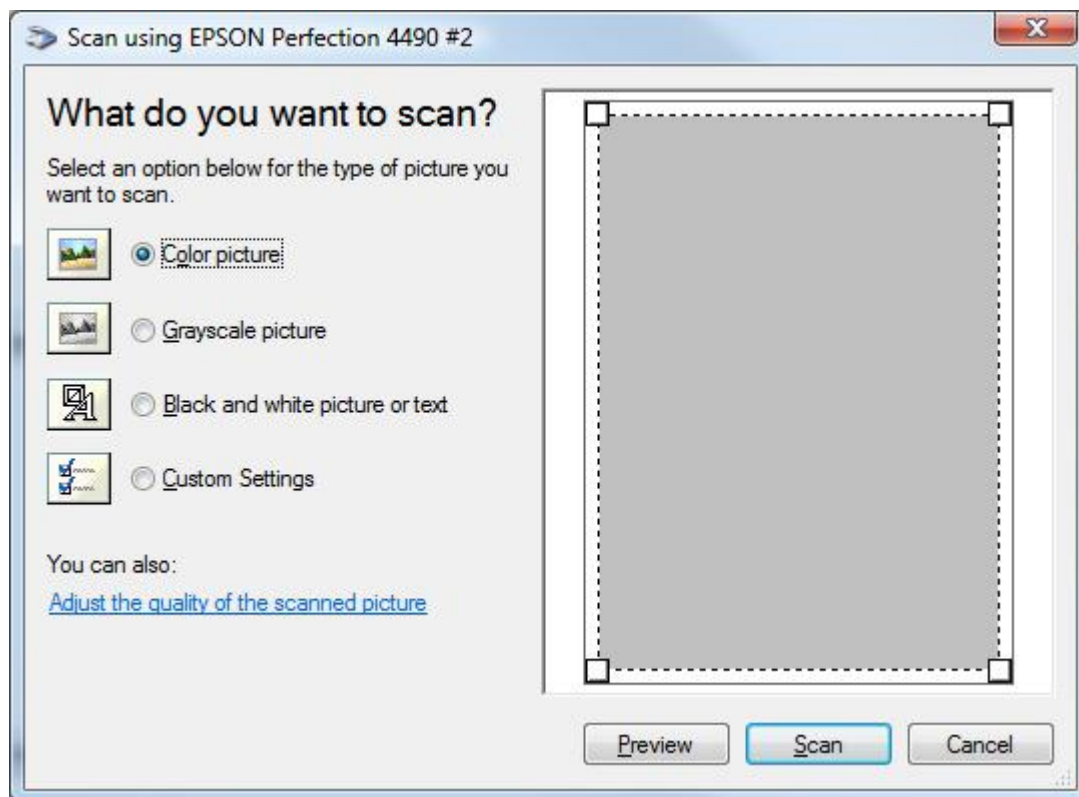 Scan using EPSON Perfection 4490 #2
What do you want to scan?
Select an option below for the type of picture you
want to scan.
Color picture
Grayscale picture
Black and white picture or text
Custom Settings
You can also:
Adjust the quality of the scanned picture
Preview
Scan
Cancel